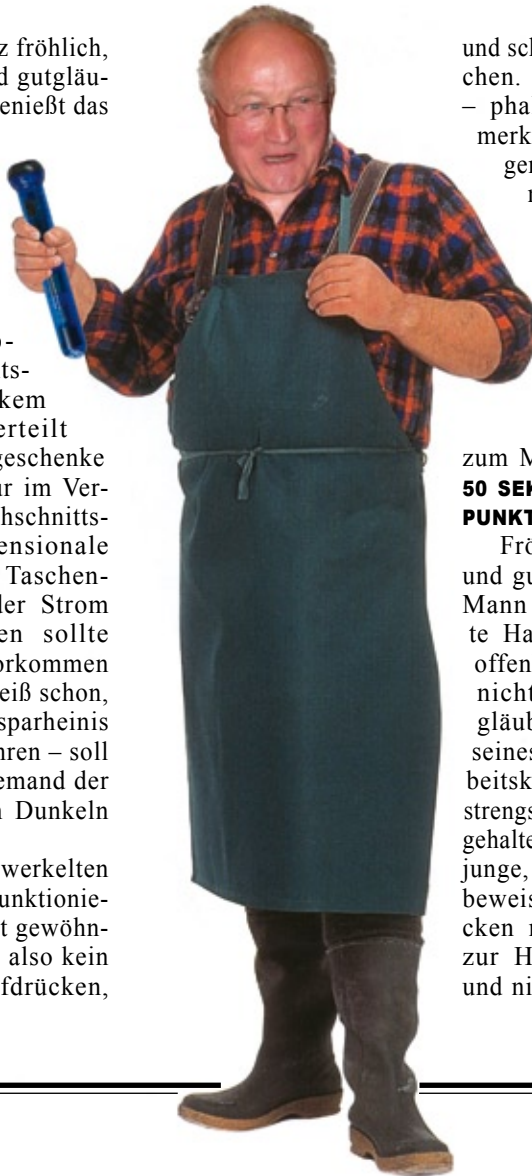 z fröhlich,
d gutgläu-
enießt das
ts-
kem
erteilt
geschenke
ur im Ver-
hschnitts-
ensionale
Taschen-
der Strom
en sollte
orkommen
eiß schon,
sparheinis
hren – soll
emand der
n Dunkeln
werkelten
unktionie-
t gewöhn-
also kein
fdrücken,
und sch
chen.
– pha
merk
ger
zum M
50 SEK
PUNKT
Frö
und gu
Mann
te Ha
offen
nicht
gläub
seines
beitsk
strengs
gehalte
junge,
beweis
cken
zur H
und ni